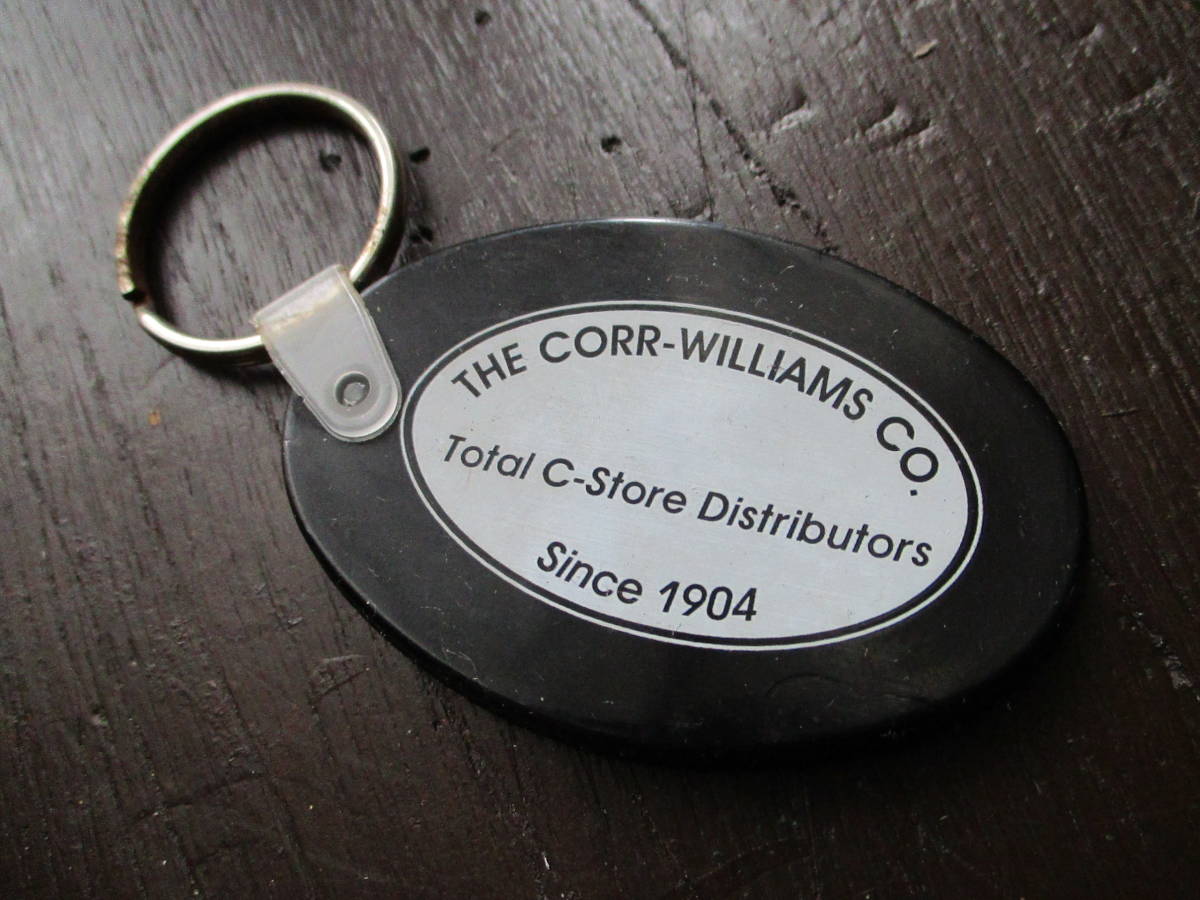 THE CORR-WILLIAMS CO.
Total C-Store Distributors
Since 1904